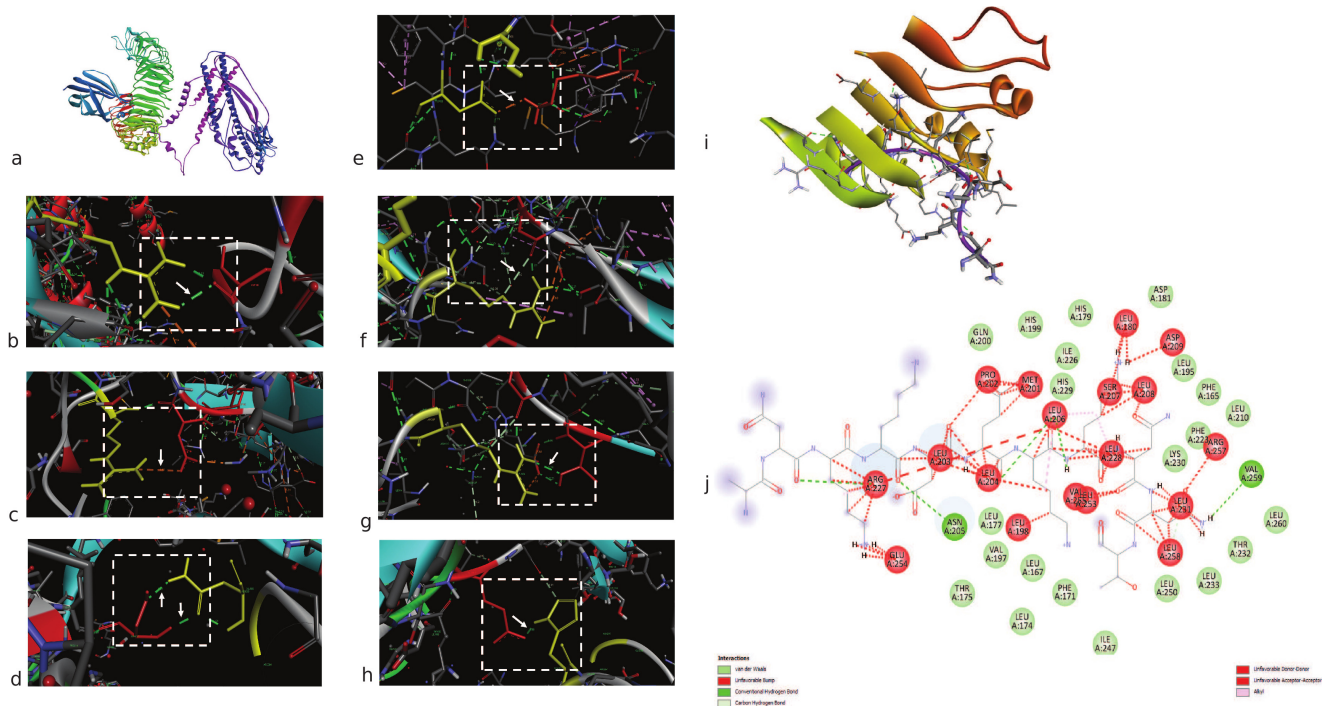 a
b
c
d
e
f
g
h
i
j
ASP
A:181
HIS
A:179
HIS
A:199
GLN
A:200
LEU
A:180
ASP
A:209
ILE
A:226
LEU
A:195
PRO
A:202
MET
A:201
HIS
A:229
SER
A:207
LEU
A:208
PHE
A:165
LEU
A:206
LEU
A:210
PHE
ARG
A:257
LEU
A:203
LEU
A:228
LYS
A:230
VAL
A:259
ARG
A:227
LEU
A:204
LEU
A:253
LEU
A:231
ASN
A:205
LEU
A:177
LEU
A:198
LEU
A:260
GLU
A:254
VAL
A:197
LEU
A:167
LEU
A:258
THR
A:232
THR
A:175
PHE
A:171
LEU
A:250
LEU
A:233
LEU
A:174
ILE
A:247
H
H
H
H
H
H
H
H
Interactions
van der Waals
Unfavorable Bump
Conventional Hydrogen Bond
Carbon Hydrogen Bond
Unfavorable Donor-Donor
Unfavorable Acceptor-Acceptor
Alkyl